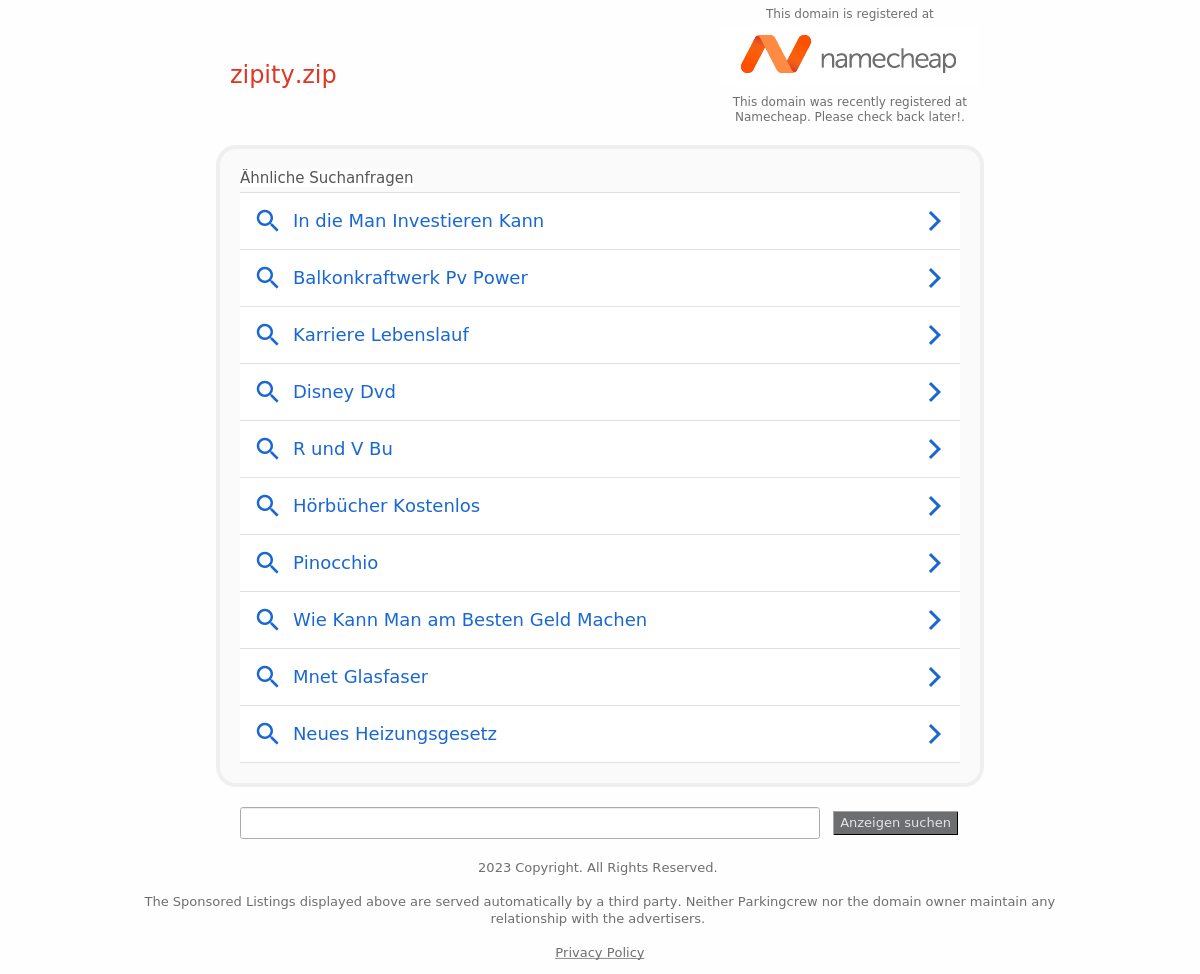 This domain is registered at
namecheap
zipity.zip
This domain was recently registered at
Namecheap. Please check back later!.
Ähnliche Suchanfragen
In die Man Investieren Kann
Balkonkraftwerk Pv Power
Karriere Lebenslauf
Disney Dvd
R und V Bu
Hörbücher Kostenlos
Pinocchio
Wie Kann Man am Besten Geld Machen
Mnet Glasfaser
Neues Heizungsgesetz
Anzeigen suchen
2023 Copyright. All Rights Reserved.
The Sponsored Listings displayed above are served automatically by a third party. Neither Parkingcrew nor the domain owner maintain any
relationship with the advertisers.
Privacy Policy